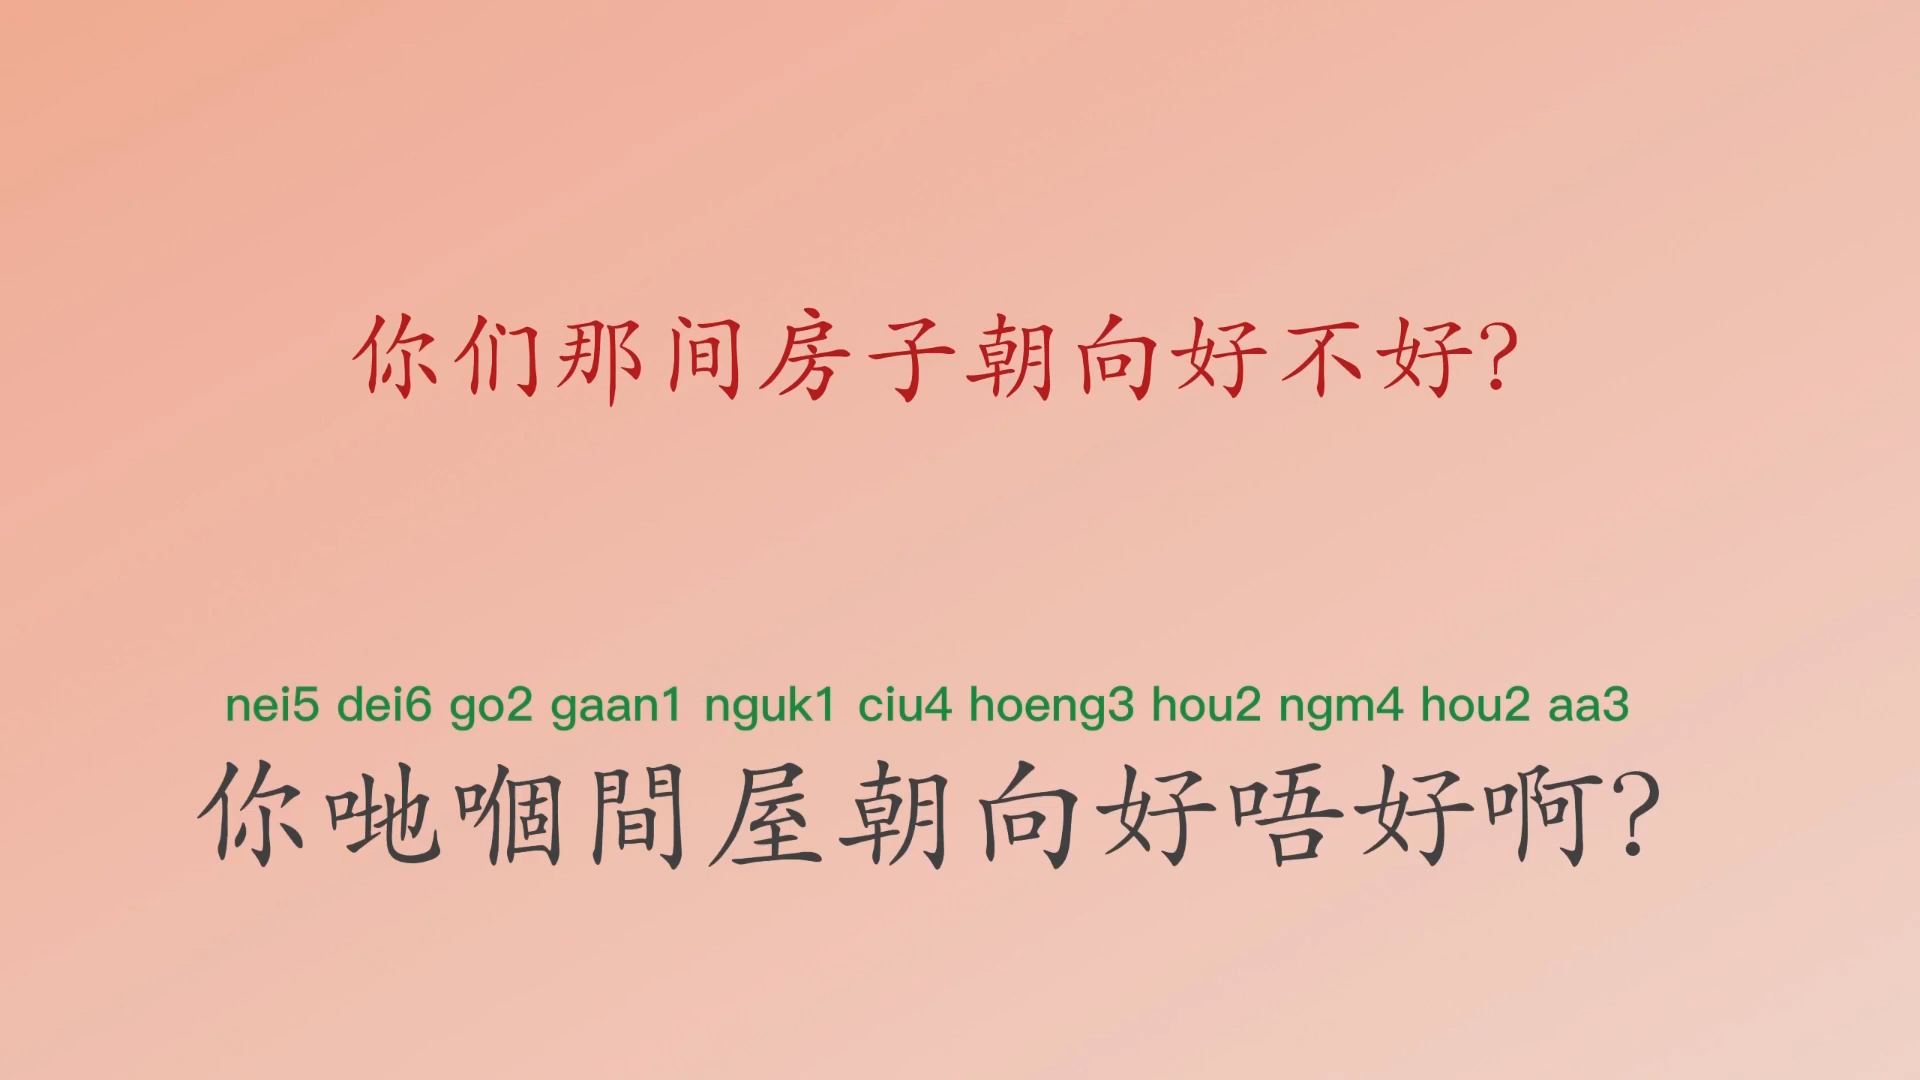 你们那间房子朝向好不好?
nei5 dei6 go2 gaan1 nguk1 ciu4 hoeng3 hou2 ngm4 hou2 aa3
你哋嗰間屋朝向好唔好啊?